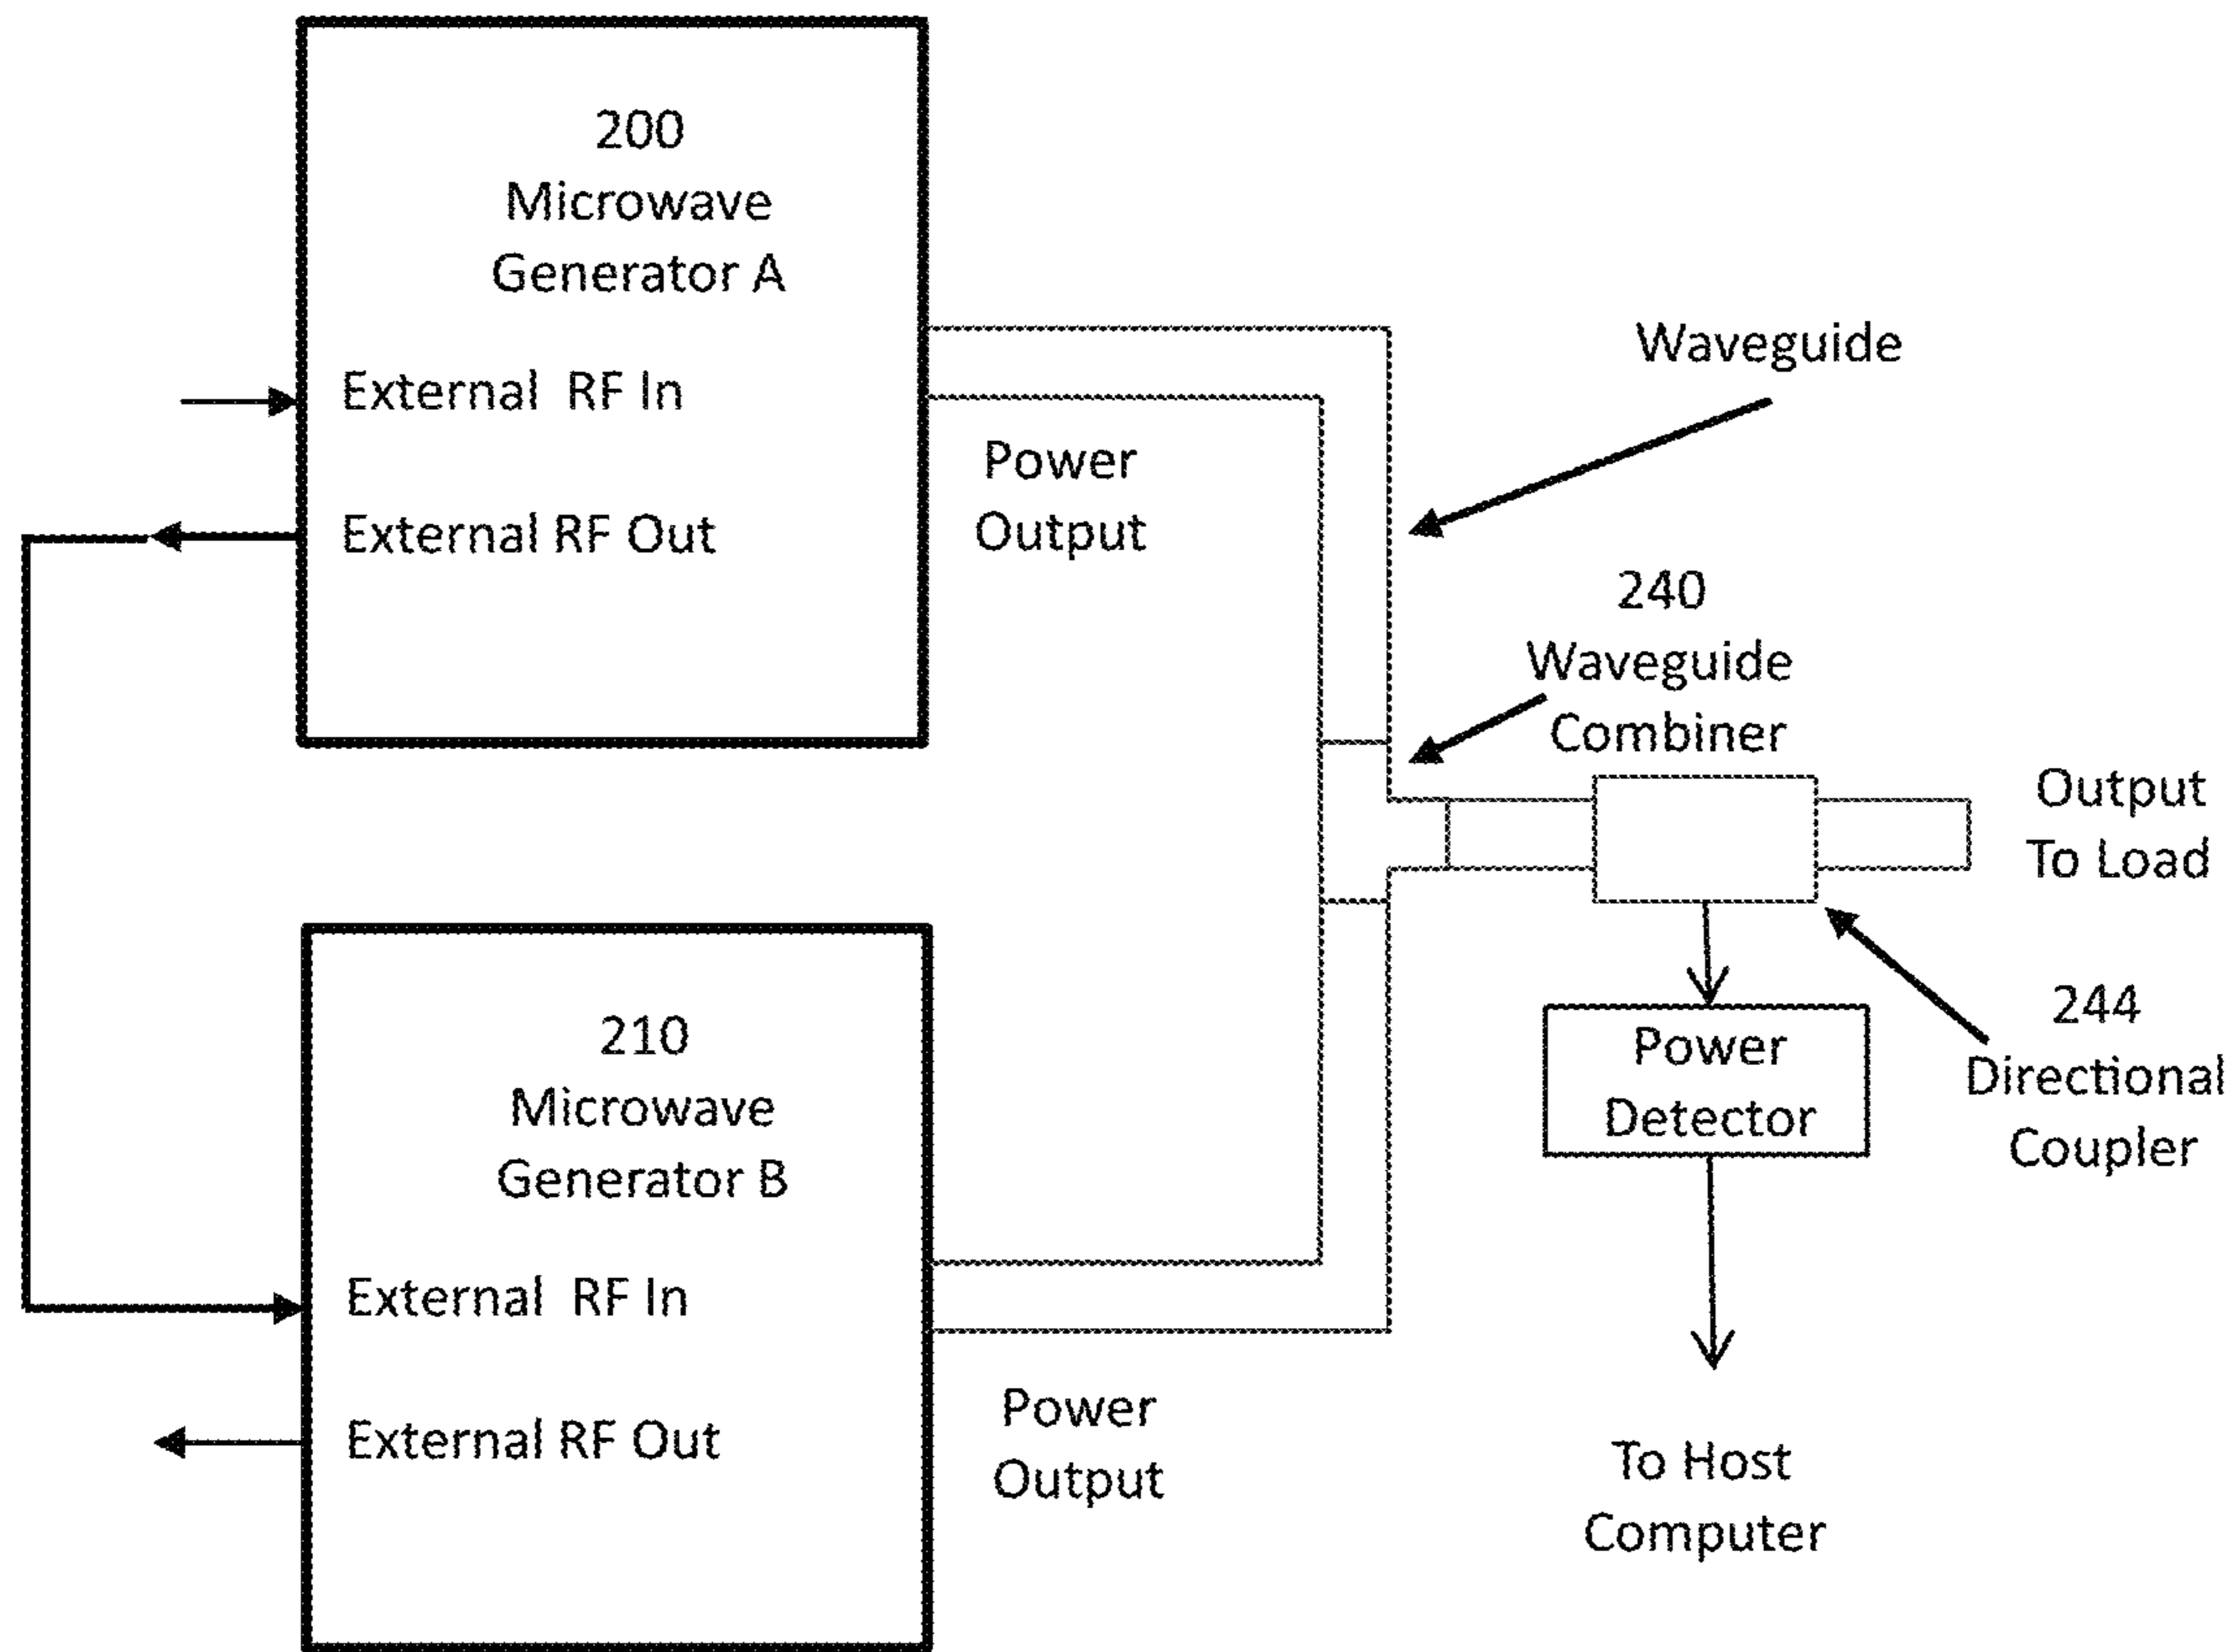 200
Microwave
Generator A
External RF In
External RF Out
Power
Output
Waveguide
240
Waveguide
Combiner
Output
To Load
244
Directional
Coupler
Power
Detector
To Host
Computer
210
Microwave
Generator B
External RF In
External RF Out
Power
Output